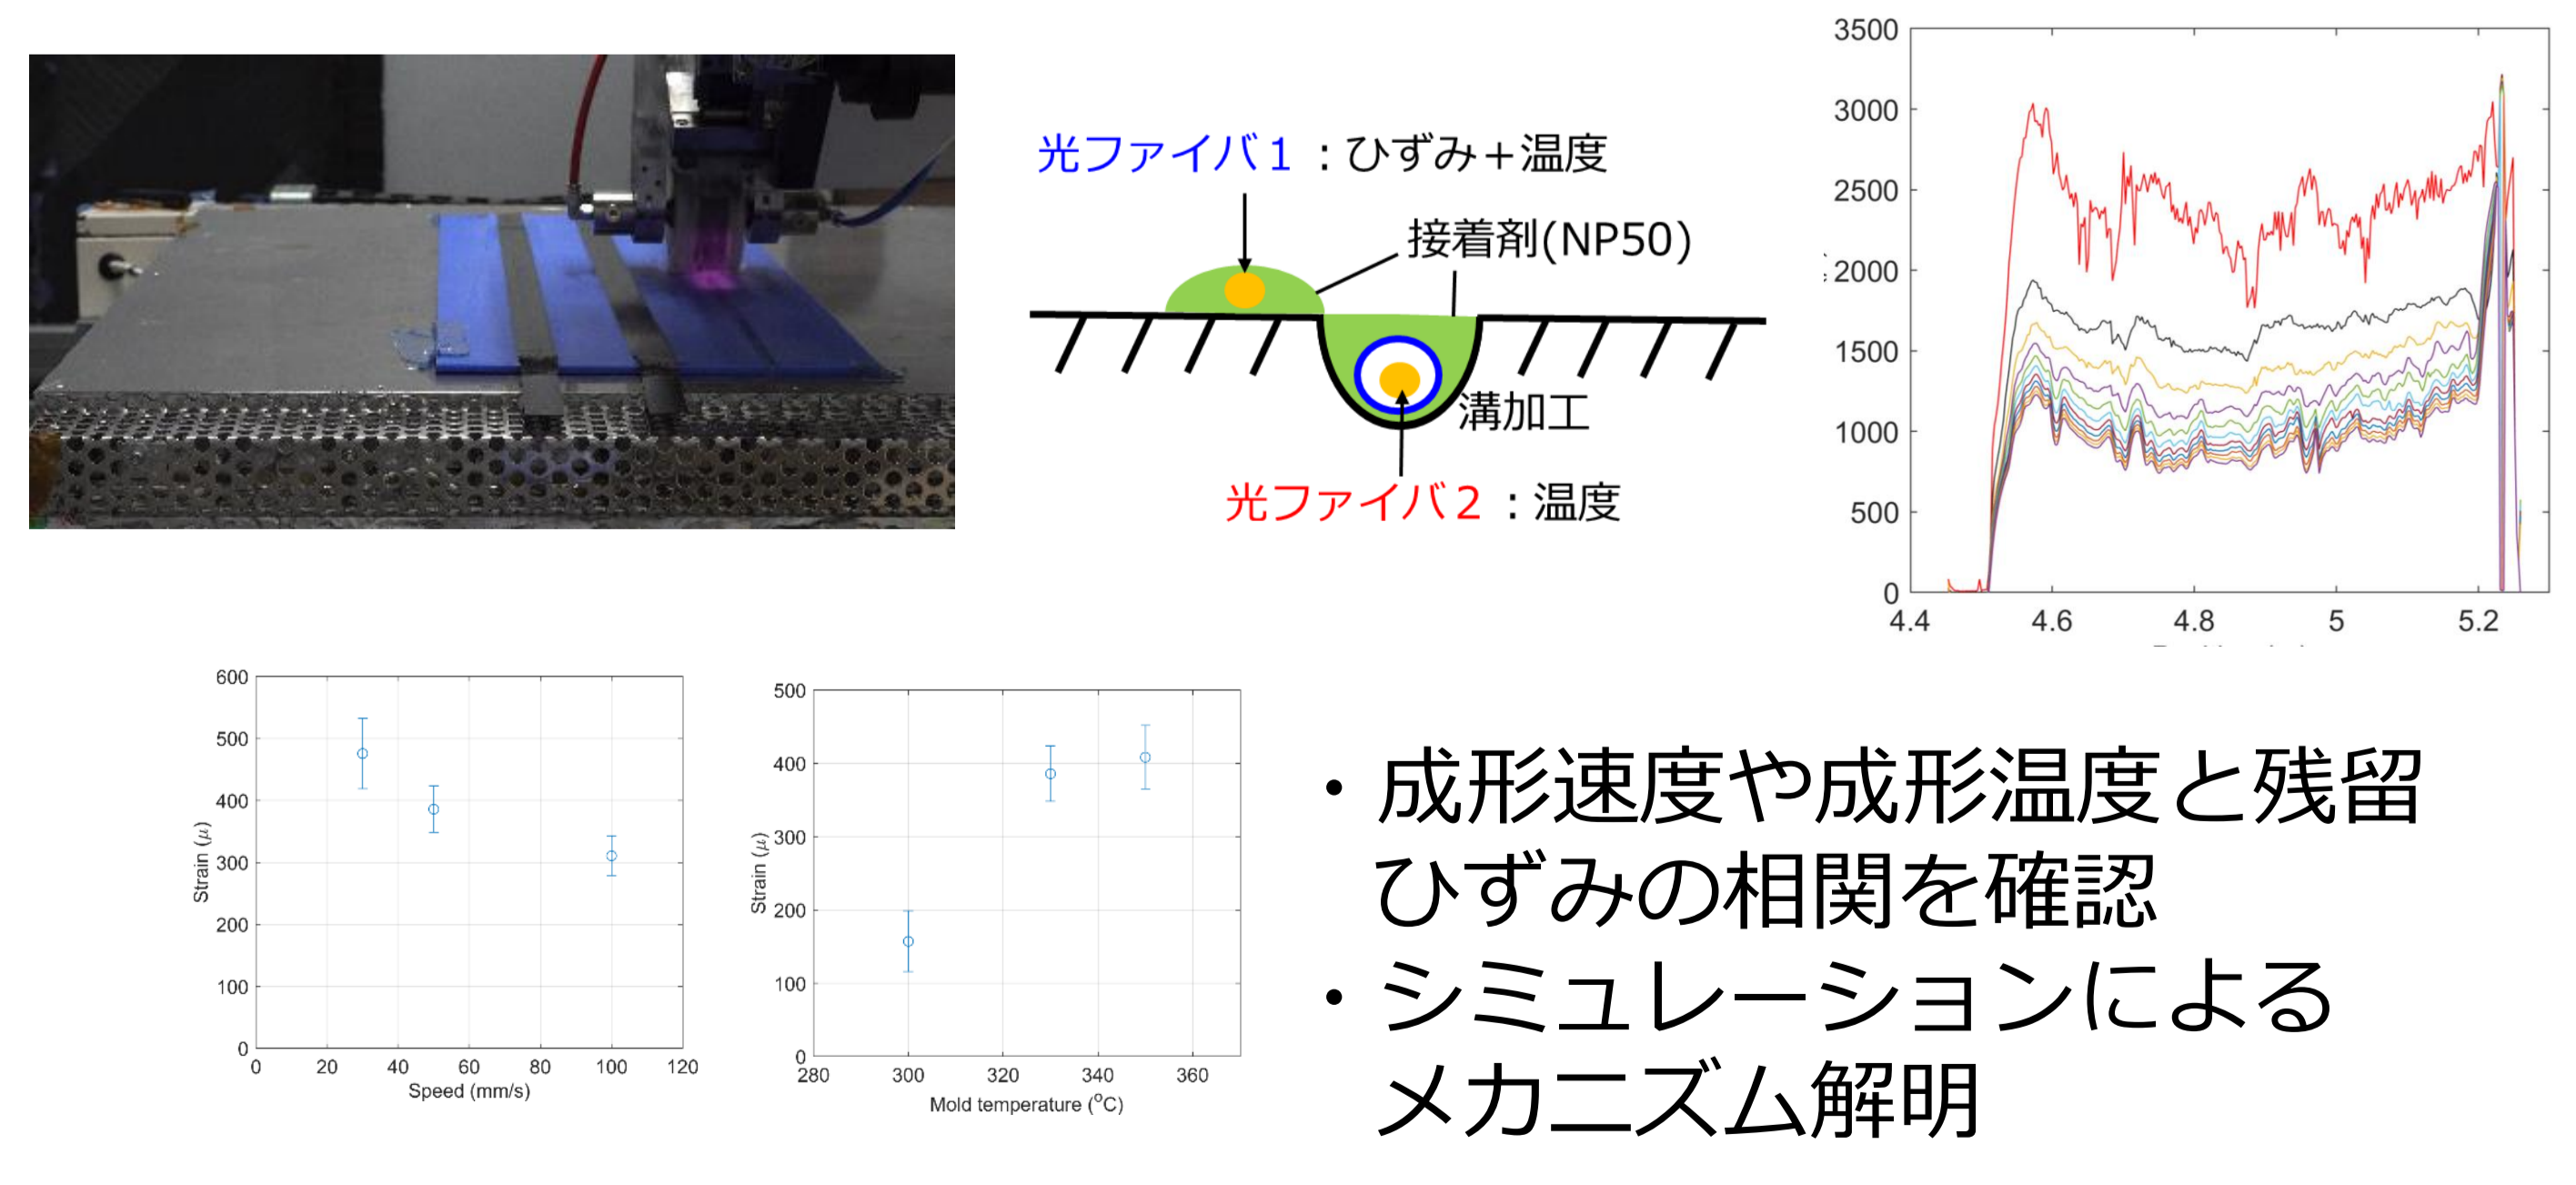 光ファイバ１：ひずみ＋温度
接着剤(NP50)
溝加工
光ファイバ２：温度
3500
3000
2500
2000
1500
1000
500
0
4.4 4.6 4.8 5 5.2
600
500
400
300
200
100
0
0 20 40 60 80 100 120
Strain (μ)
Speed (mm/s)
500
400
300
200
100
0
280 300 320 340 360
Strain (μ)
Mold temperature (°C)
・成形速度や成形温度と残留
ひずみの相関を確認
・シミュレーションによる
メカニズム解明